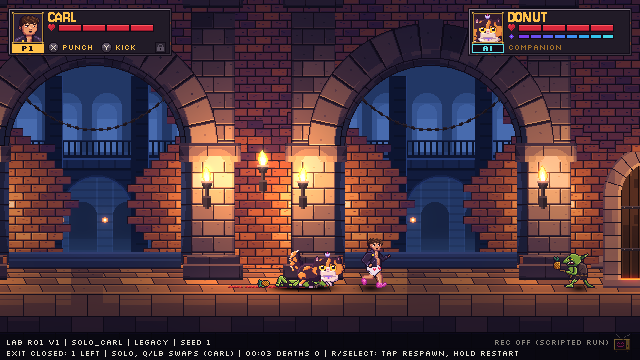 CARL
P1
X PUNCH Y KICK
DONUT
AI
COMPANION
LAB R01 V1 | SOLO_CARL | LEGACY | SEED 1
REC OFF (SCRIPTED RUN)
EXIT CLOSED: 1 LEFT | SOLO, Q/LB SWAPS (CARL) | 00:03 DEATHS 0 | R/SELECT: TAP RESPAWN, HOLD RESTART